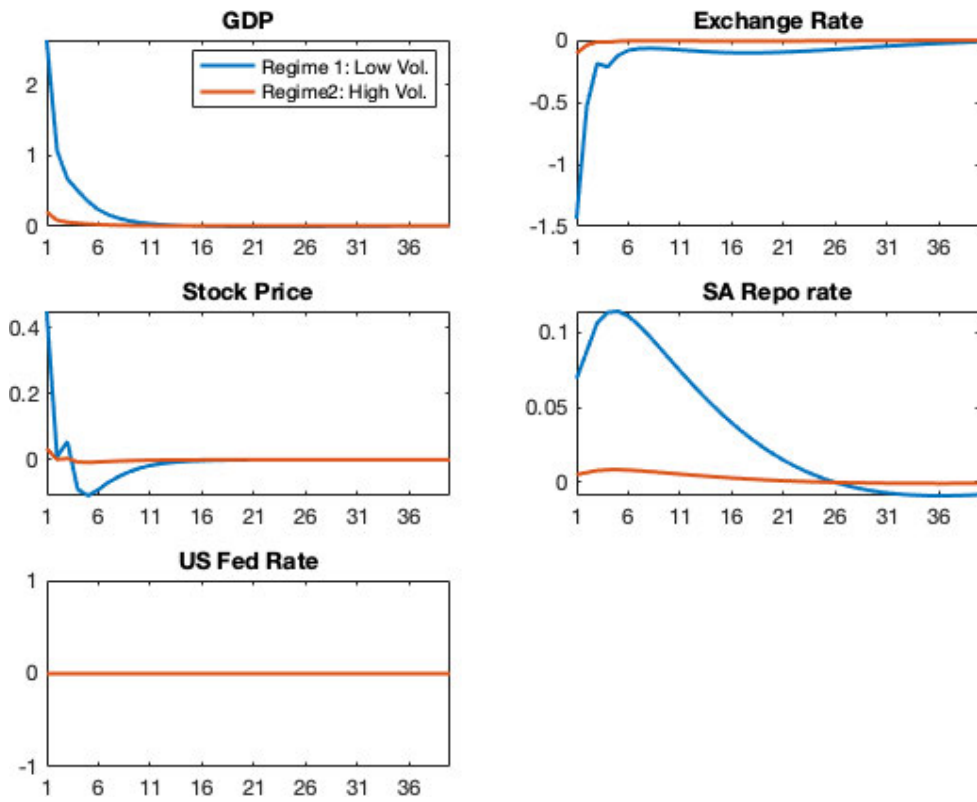 GDP
2
1
0
1 6 11 16 21 26 31 36
Regime 1: Low Vol.
Regime2: High Vol.
Exchange Rate
0
-0.5
-1
-1.5
1 6 11 16 21 26 31 36
Stock Price
0.4
0.2
0
1 6 11 16 21 26 31 36
SA Repo rate
0.1
0.05
0
1 6 11 16 21 26 31 36
US Fed Rate
1
0
-1
1 6 11 16 21 26 31 36